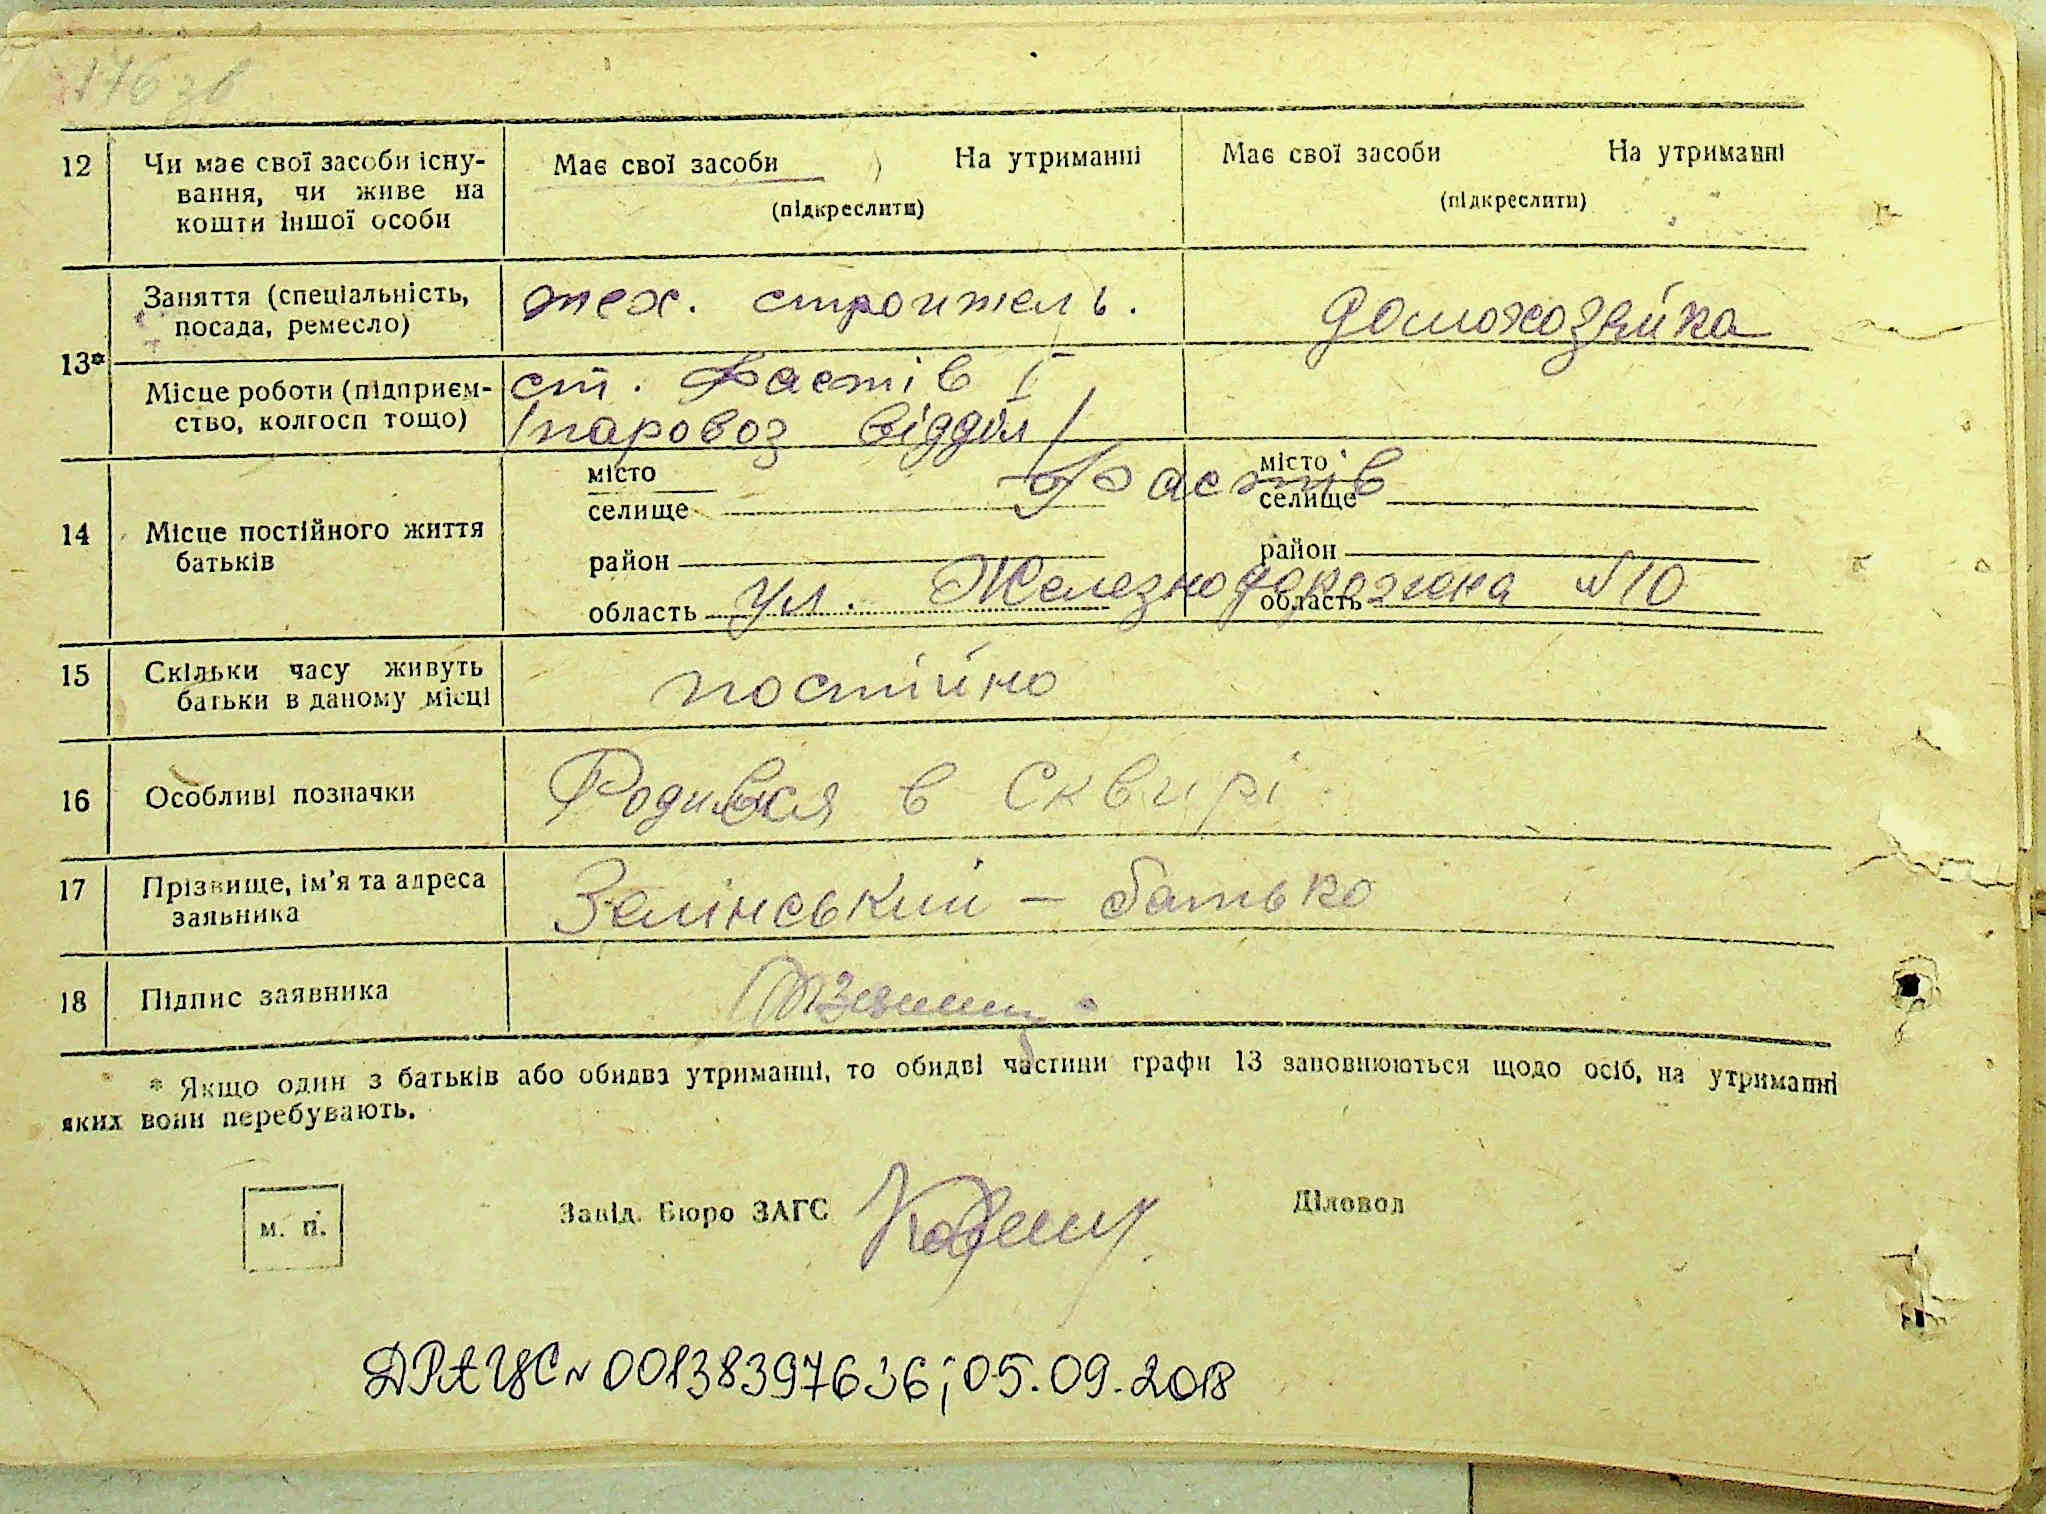 176 зв
12 Чи має свої засоби існу- Має свої засоби На утриманні Має свої засоби На утриманні
вання, чи живе на
кошти іншої особи (підкреслити) (підкреслити)
13* Заняття (спеціальність, тех. строитель. домохозяйка
посада, ремесло)
Місце роботи (підприєм- ст. Фастів I
ство, колгосп тощо) /паровоз відділ/
14 Місце постійного життя місто Фастів місто
батьків селище селище
район район
область ул. Железнодорожна №10 область
15 Скільки часу живуть постійно
батьки в даному місці
16 Особливі позначки Родився в Сквирі
17 Прізвище, ім'я та адреса Зелінський - батько
заявника
18 Підпис заявника
* Якщо один з батьків або обидва утриманці, то обидві частини графи 13 заповнюються щодо осіб, на утриманні
яких вони перебувають.
м. п. Завід. Бюро ЗАГС Діловод
ДРАЦС № 00138397636; 05.09.2018